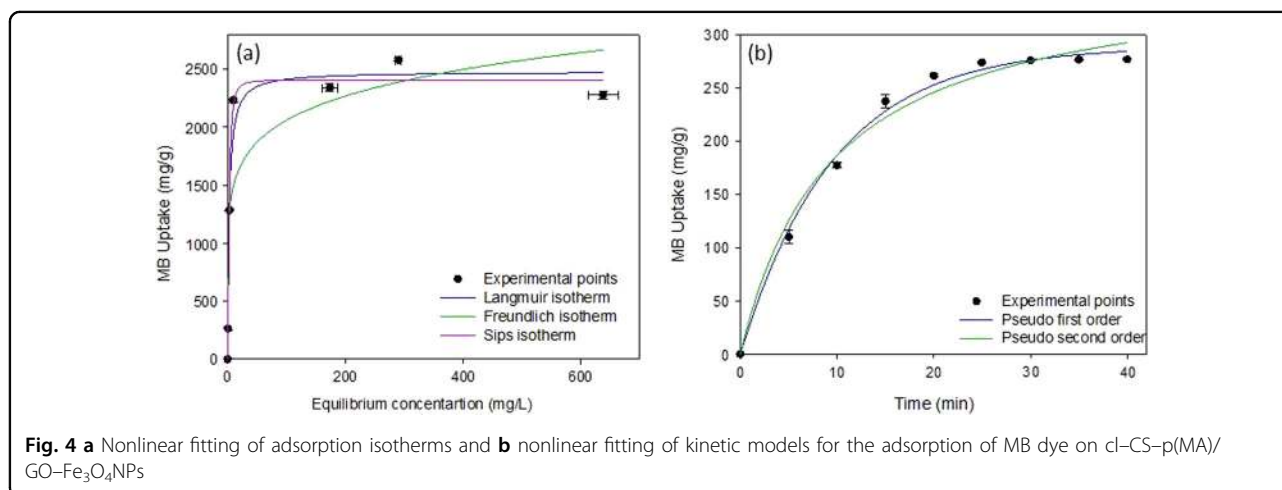 (a)
2500
2000
1500
1000
500
0
MB Uptake (mg/g)
Experimental points
Langmuir isotherm
Freundlich isotherm
Sips isotherm
0 200 400 600
Equilibrium concentartion (mg/L)
(b)
300
250
200
150
100
50
0
MB Uptake (mg/g)
Experimental points
Pseudo first order
Pseudo second order
0 10 20 30 40
Time (min)
Fig. 4 a Nonlinear fitting of adsorption isotherms and b nonlinear fitting of kinetic models for the adsorption of MB dye on cl–CS–p(MA)/
GO–Fe₃O₄NPs